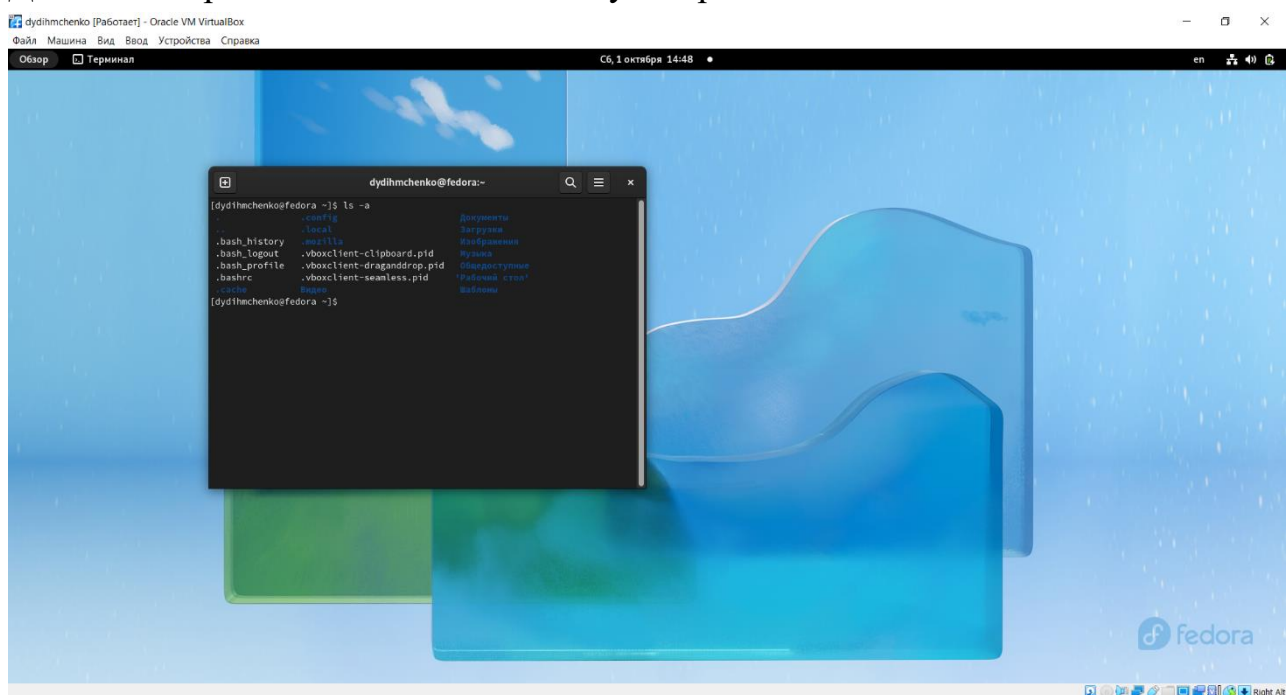 dydihmchenko [Работает] - Oracle VM VirtualBox
Файл Машина Вид Ввод Устройства Справка
Обзор Терминал Сб, 1 октября 14:48 en
dydihmchenko@fedora:~
[dydihmchenko@fedora ~]$ ls -a
. .config Документы
.. .local Загрузки
.bash_history .mozilla Изображения
.bash_logout .vboxclient-clipboard.pid Музыка
.bash_profile .vboxclient-draganddrop.pid Общедоступные
.bashrc .vboxclient-seamless.pid 'Рабочий стол'
.cache Видео Шаблоны
[dydihmchenko@fedora ~]$
fedora
Right Alt